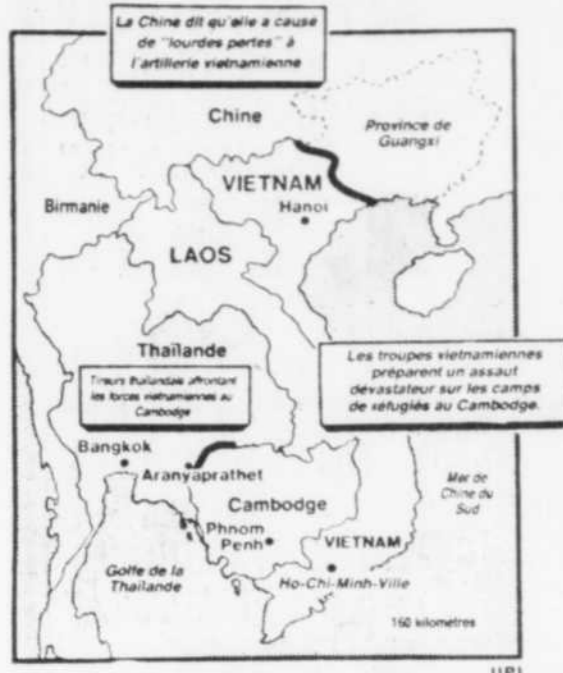 La Chine dit qu'elle a cause
de "lourdes pertes" à
l'artillerie vietnamienne
Chine
Province de
Guangxi
VIETNAM
Hanoi
Birmanie
LAOS
Thaïlande
Les troupes vietnamiennes
préparent un assaut
dévastateur sur les camps
de réfugiés au Cambodge.
Tireurs thaïlandais affrontant
les forces vietnamiennes au
Cambodge
Bangkok
Aranyaprathet
Cambodge
Mer de
Chine du
Sud
Phnom
Penh
VIETNAM
Golfe de la
Thaïlande
Ho-Chi-Minh-Ville
160 kilomètres
UPI